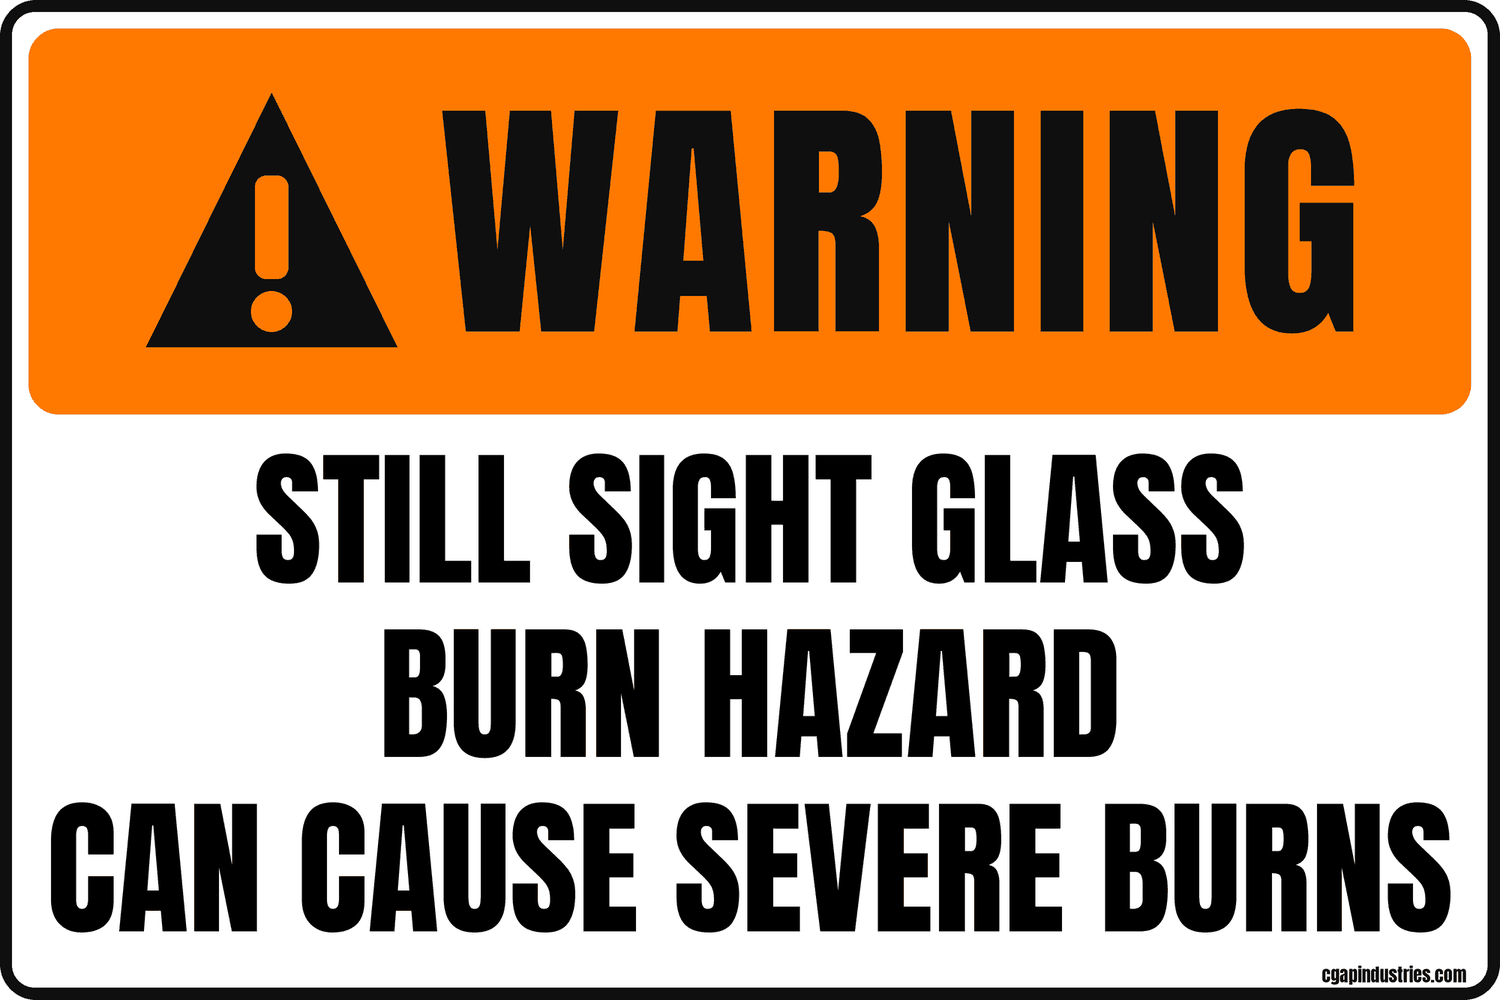 WARNING
STILL SIGHT GLASS
BURN HAZARD
CAN CAUSE SEVERE BURNS
cgapindustries.com